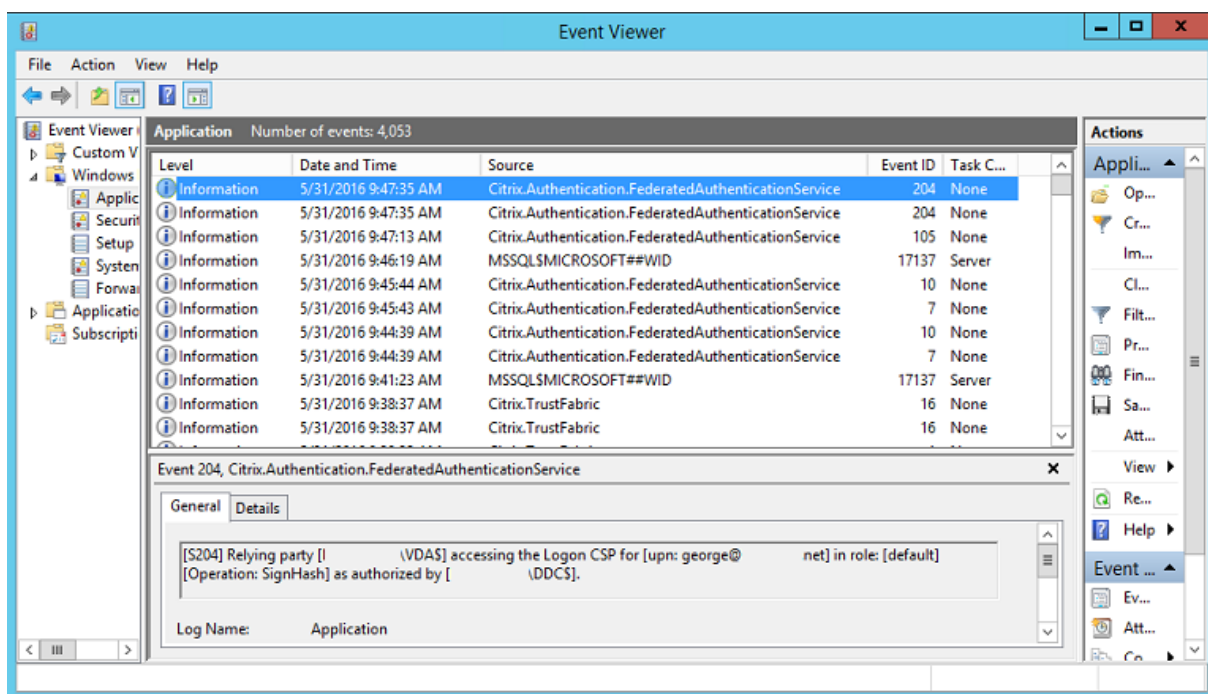 Event Viewer
File Action View Help
Event Viewer
Custom V
Windows
Applic
Securit
Setup
System
Forwar
Applicatio
Subscripti
Application Number of events: 4,053
Level Date and Time Source Event ID Task C...
Information 5/31/2016 9:47:35 AM Citrix.Authentication.FederatedAuthenticationService 204 None
Information 5/31/2016 9:47:35 AM Citrix.Authentication.FederatedAuthenticationService 204 None
Information 5/31/2016 9:47:13 AM Citrix.Authentication.FederatedAuthenticationService 105 None
Information 5/31/2016 9:46:19 AM MSSQL$MICROSOFT##WID 17137 Server
Information 5/31/2016 9:45:44 AM Citrix.Authentication.FederatedAuthenticationService 10 None
Information 5/31/2016 9:45:43 AM Citrix.Authentication.FederatedAuthenticationService 7 None
Information 5/31/2016 9:44:39 AM Citrix.Authentication.FederatedAuthenticationService 10 None
Information 5/31/2016 9:44:39 AM Citrix.Authentication.FederatedAuthenticationService 7 None
Information 5/31/2016 9:41:23 AM MSSQL$MICROSOFT##WID 17137 Server
Information 5/31/2016 9:38:37 AM Citrix.TrustFabric 16 None
Information 5/31/2016 9:38:37 AM Citrix.TrustFabric 16 None
Event 204, Citrix.Authentication.FederatedAuthenticationService
General Details
[S204] Relying party [ \VDA$] accessing the Logon CSP for [upn: george@ net] in role: [default]
[Operation: SignHash] as authorized by [ \DDC$].
Log Name: Application
Actions
Appli...
Op...
Cr...
Im...
Cl...
Filt...
Pr...
Fin...
Sa...
Att...
View
Re...
Help
Event ...
Ev...
Att...
Co...